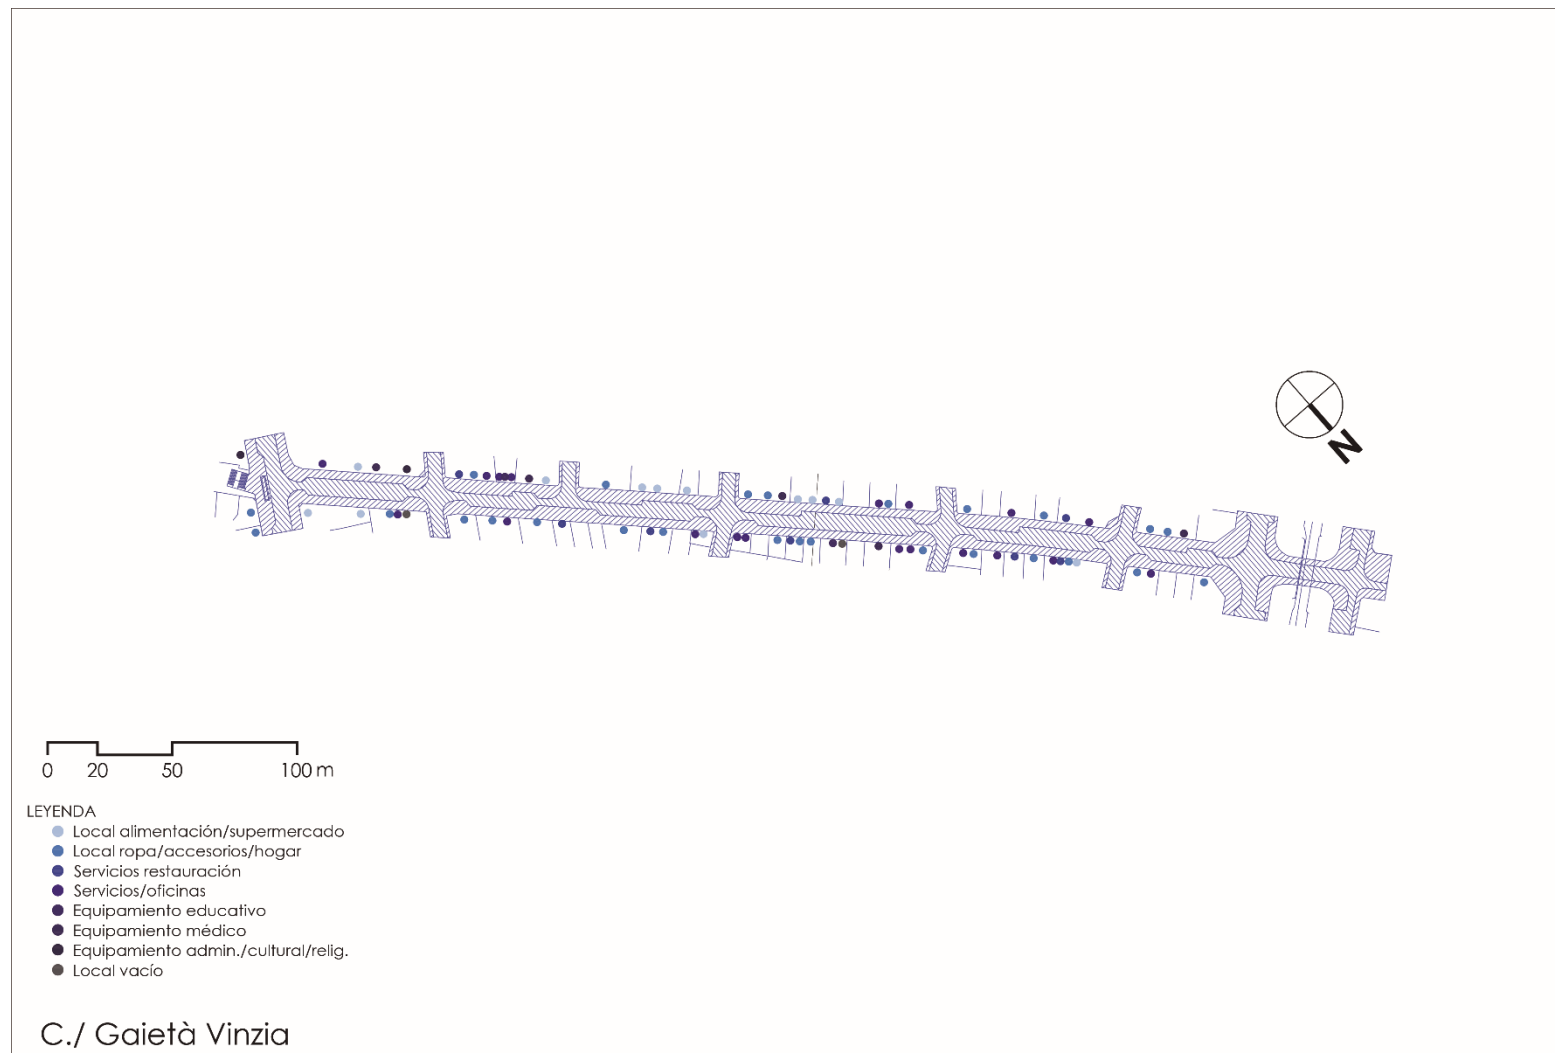 N
0 20 50 100 m
LEYENDA
Local alimentación/supermercado
Local ropa/accesorios/hogar
Servicios restauración
Servicios/oficinas
Equipamiento educativo
Equipamiento médico
Equipamiento admin./cultural/relig.
Local vacío
C./ Gaietà Vinzia